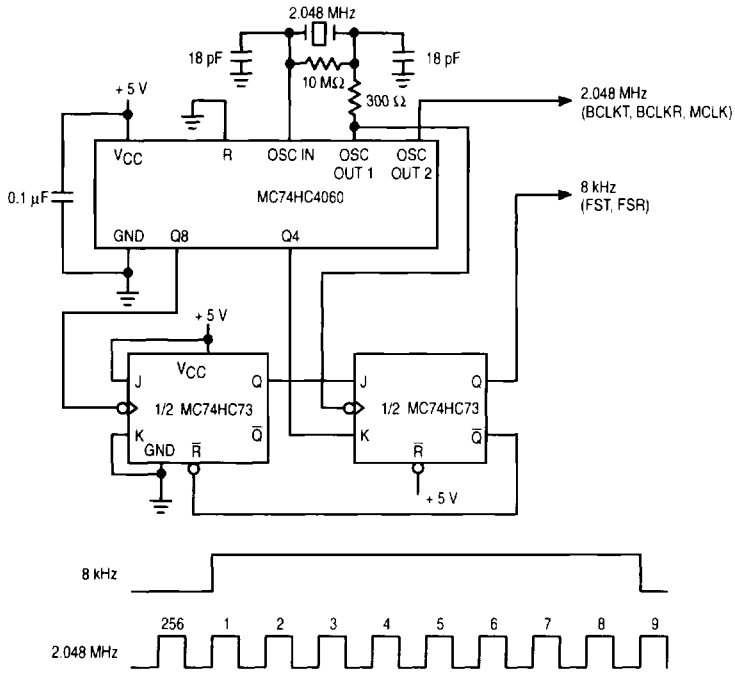 2.048 MHz
18 pF
18 pF
10 MΩ
+ 5 V
300 Ω
2.048 MHz
(BCLKT, BCLKR, MCLK)
VCC
R
OSC IN
OSC
OUT 1
OSC
OUT 2
0.1 µF
MC74HC4060
8 kHz
(FST, FSR)
GND
Q8
Q4
+ 5 V
VCC
J
Q
J
Q
1/2 MC74HC73
1/2 MC74HC73
K
Q̅
K
Q̅
GND
R̅
R̅
+ 5 V
8 kHz
256 1 2 3 4 5 6 7 8 9
2.048 MHz